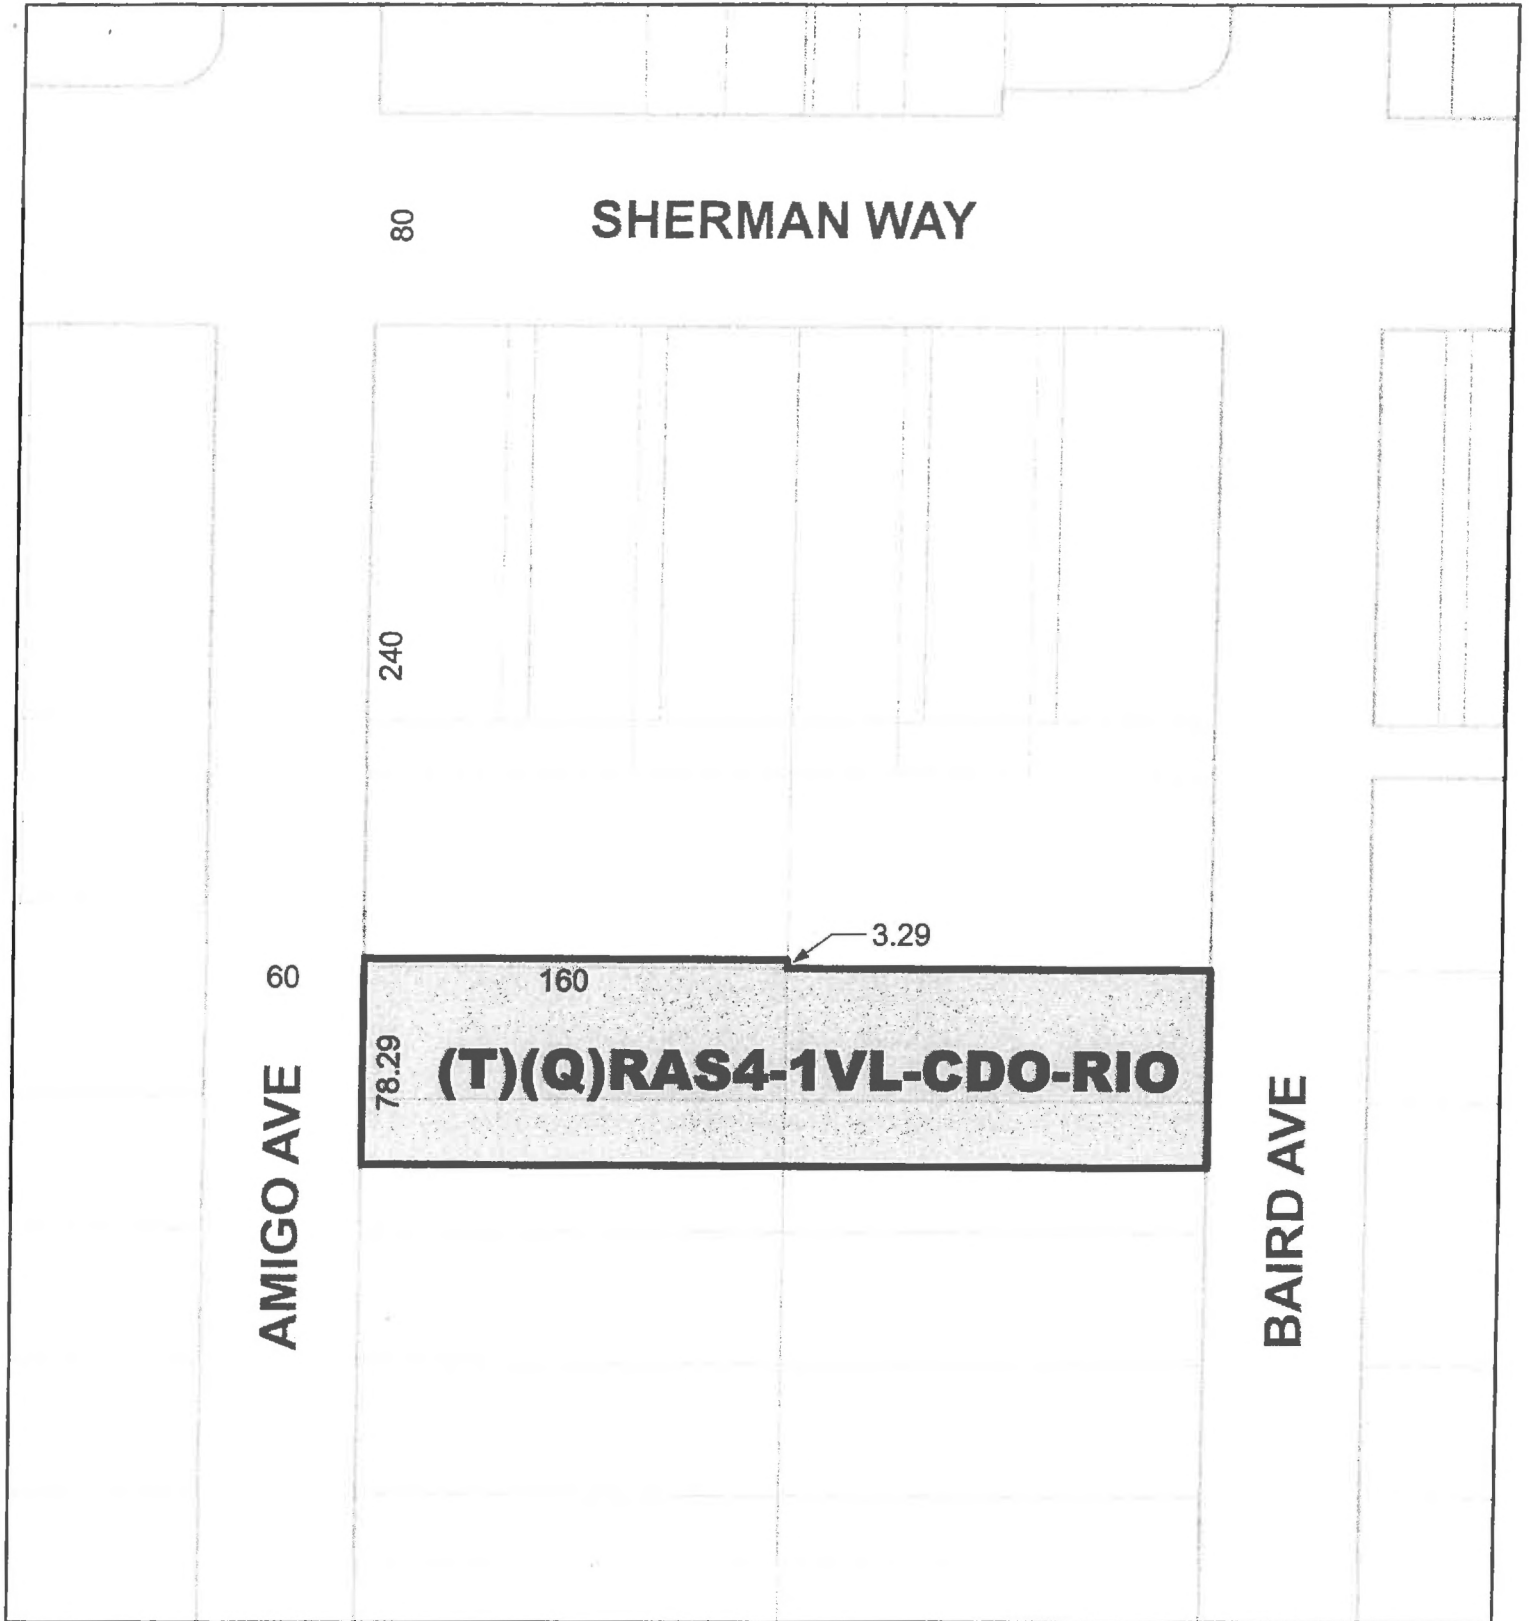 80
SHERMAN WAY
240
3.29
60
160
78.29
(T)(Q)RAS4-1VL-CDO-RIO
AMIGO AVE
BAIRD AVE